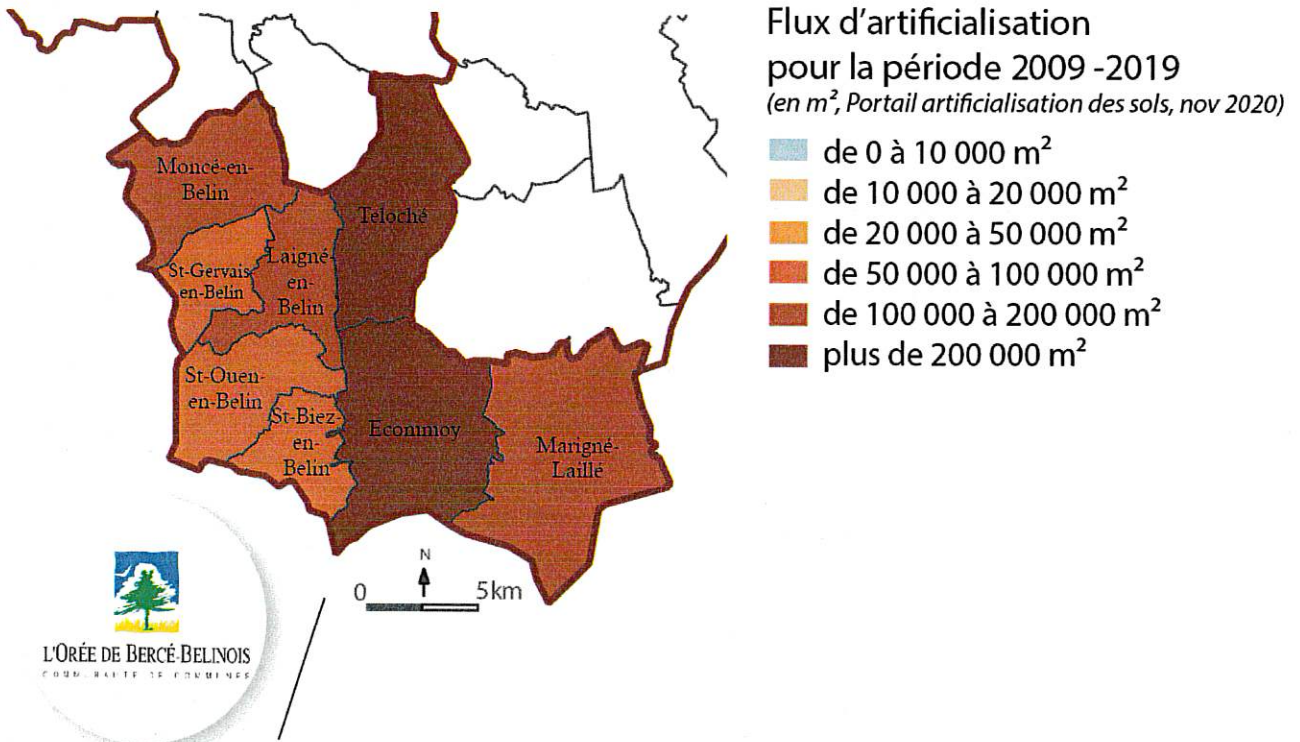 Flux d'artificialisation
pour la période 2009 -2019
(en m², Portail artificialisation des sols, nov 2020)
de 0 à 10 000 m²
de 10 000 à 20 000 m²
de 20 000 à 50 000 m²
de 50 000 à 100 000 m²
de 100 000 à 200 000 m²
plus de 200 000 m²
Moncé-en-
Belin
Teloché
St-Gervais
en-Belin
Laigné-
en-
Belin
St-Ouen-
en-Belin
St-Biez-
en-
Belin
Ecommoy
Marigné-
Laillé
N
0 5km
L'ORÉE DE BERCÉ-BELINOIS
COMMUNAUTÉ DE COMMUNES